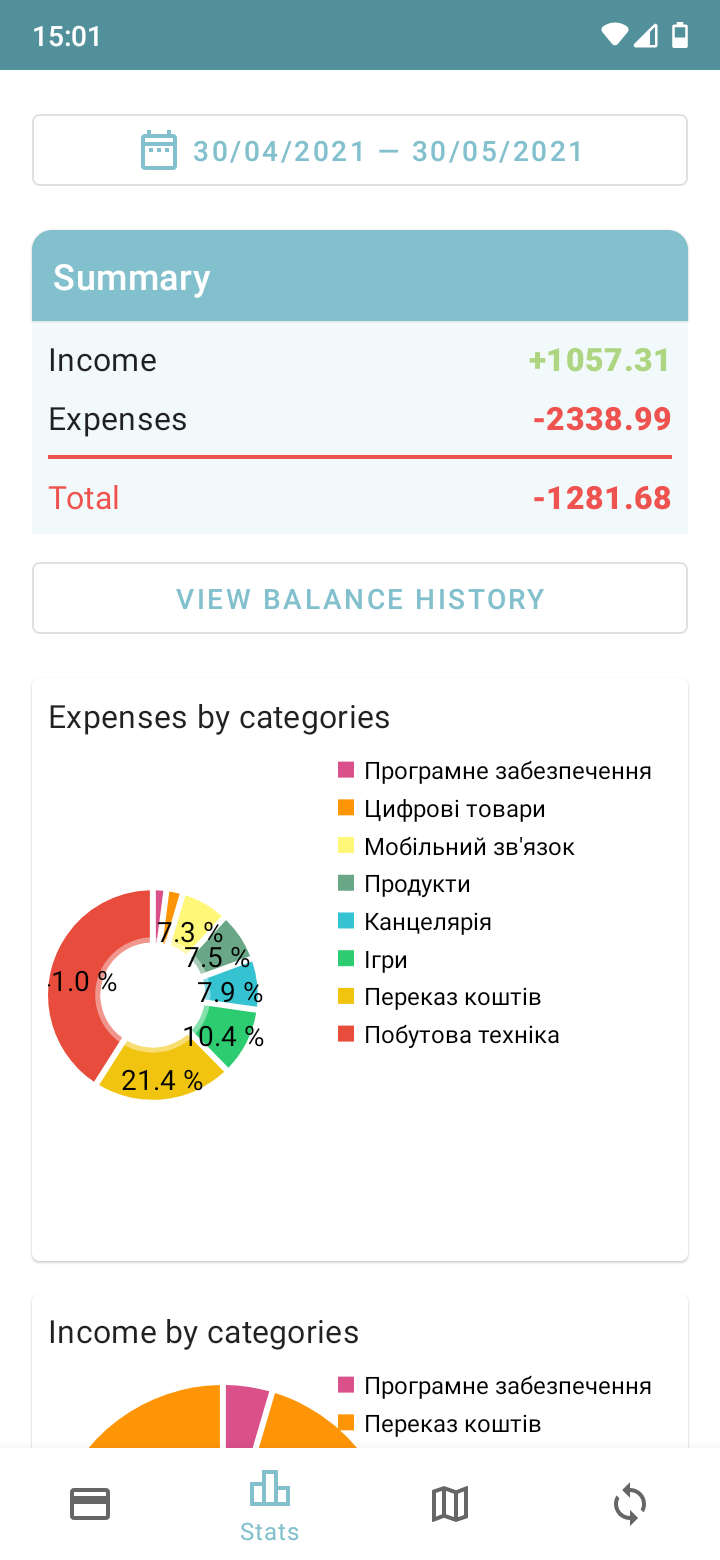 15:01
30/04/2021 — 30/05/2021
Summary
Income +1057.31
Expenses -2338.99
Total -1281.68
VIEW BALANCE HISTORY
Expenses by categories
Програмне забезпечення
Цифрові товари
Мобільний зв'язок
Продукти
Канцелярія
Ігри
Переказ коштів
Побутова техніка
7.3 %
7.5 %
1.0 %
7.9 %
10.4 %
21.4 %
Income by categories
Програмне забезпечення
Переказ коштів
Stats